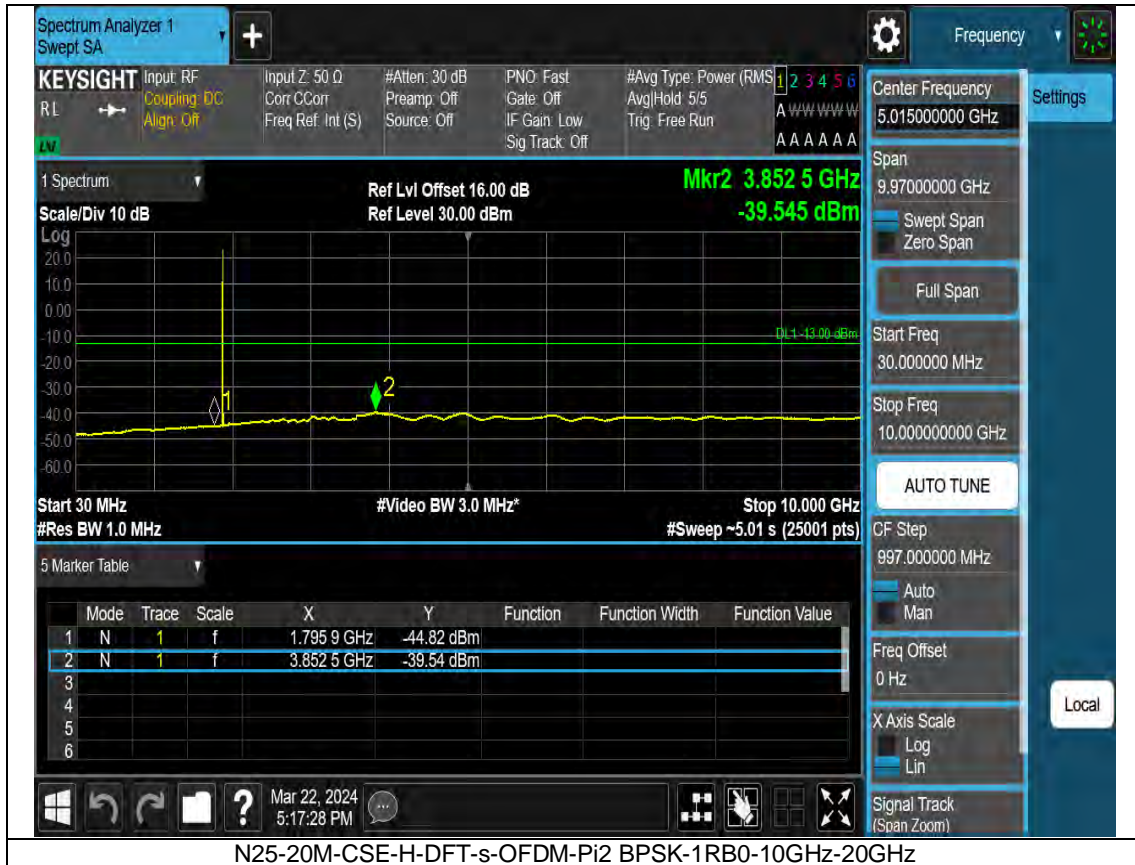 Spectrum Analyzer 1
Swept SA
Frequency
KEYSIGHT
RL
LXI
Input: RF
Coupling: DC
Align: Off
Input Z: 50 Ω
Corr CCorr
Freq Ref: Int (S)
#Atten: 30 dB
Preamp: Off
Source: Off
PNO: Fast
Gate: Off
IF Gain: Low
Sig Track: Off
#Avg Type: Power (RMS
Avg|Hold: 5/5
Trig: Free Run
1 2 3 4 5 6
A W W W W W
A A A A A A
1 Spectrum
Scale/Div 10 dB
Ref Lvl Offset 16.00 dB
Ref Level 30.00 dBm
Mkr2 3.852 5 GHz
-39.545 dBm
Log
20.0
10.0
0.00
-10.0
-20.0
-30.0
-40.0
-50.0
-60.0
DL1 -13.00 dBm
1
2
Start 30 MHz
#Video BW 3.0 MHz*
Stop 10.000 GHz
#Res BW 1.0 MHz
#Sweep ~5.01 s (25001 pts)
5 Marker Table
Mode Trace Scale X Y Function Function Width Function Value
1 N 1 f 1.795 9 GHz -44.82 dBm
2 N 1 f 3.852 5 GHz -39.54 dBm
3
4
5
6
Mar 22, 2024
5:17:28 PM
Center Frequency
5.015000000 GHz
Settings
Span
9.97000000 GHz
Swept Span
Zero Span
Full Span
Start Freq
30.000000 MHz
Stop Freq
10.000000000 GHz
AUTO TUNE
CF Step
997.000000 MHz
Auto
Man
Freq Offset
0 Hz
Local
X Axis Scale
Log
Lin
Signal Track
(Span Zoom)
N25-20M-CSE-H-DFT-s-OFDM-Pi2 BPSK-1RB0-10GHz-20GHz